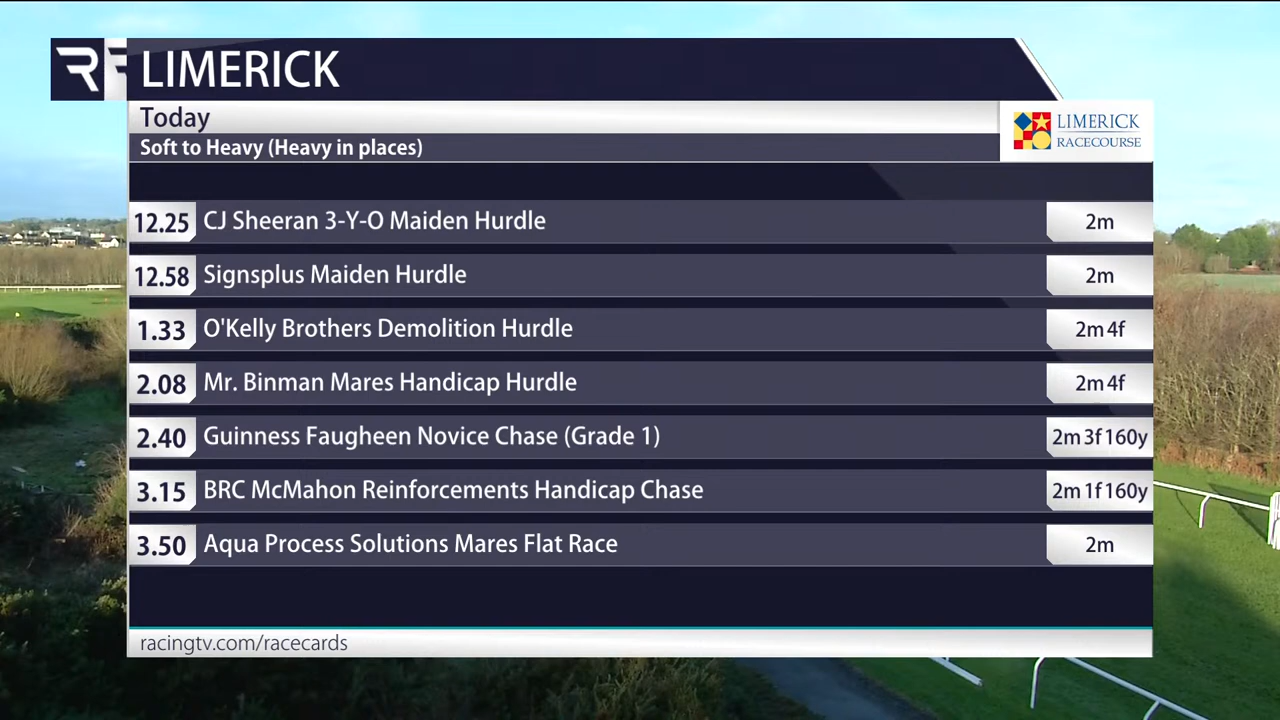 LIMERICK
Today
LIMERICK
RACECOURSE
Soft to Heavy (Heavy in places)
12.25 CJ Sheeran 3-Y-O Maiden Hurdle 2m
12.58 Signsplus Maiden Hurdle 2m
1.33 O'Kelly Brothers Demolition Hurdle 2m 4f
2.08 Mr. Binman Mares Handicap Hurdle 2m 4f
2.40 Guinness Faugheen Novice Chase (Grade 1) 2m 3f 160y
3.15 BRC McMahon Reinforcements Handicap Chase 2m 1f 160y
3.50 Aqua Process Solutions Mares Flat Race 2m
racingtv.com/racecards